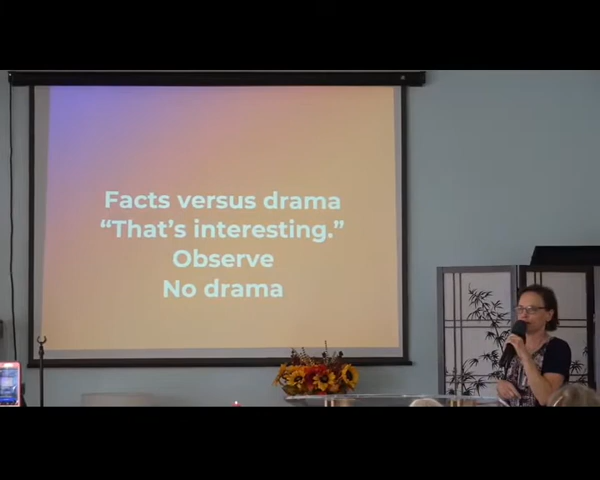 Facts versus drama
“That’s interesting.”
Observe
No drama